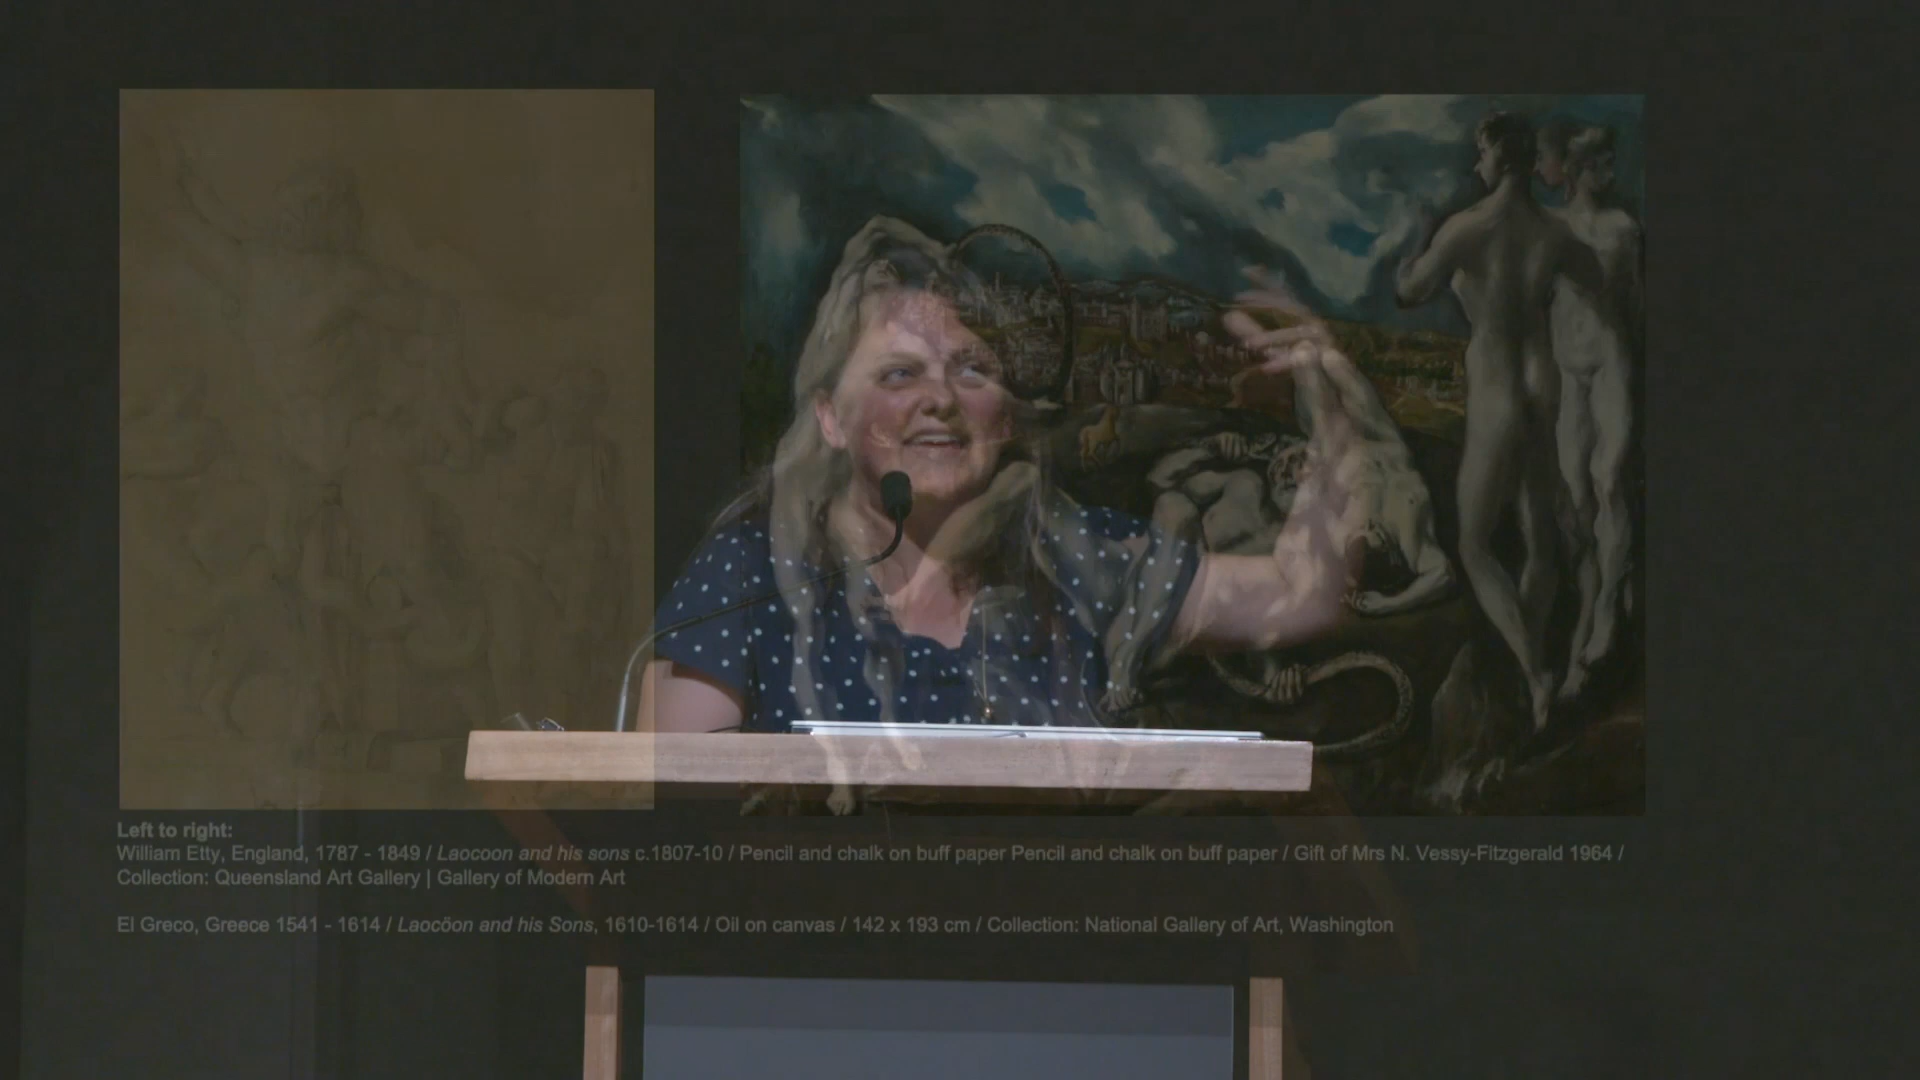 Left to right:
William Etty, England, 1787 - 1849 / Laocoon and his sons c.1807-10 / Pencil and chalk on buff paper Pencil and chalk on buff paper / Gift of Mrs N. Vessy-Fitzgerald 1964 /
Collection: Queensland Art Gallery | Gallery of Modern Art
El Greco, Greece 1541 - 1614 / Laocöon and his Sons, 1610-1614 / Oil on canvas / 142 x 193 cm / Collection: National Gallery of Art, Washington